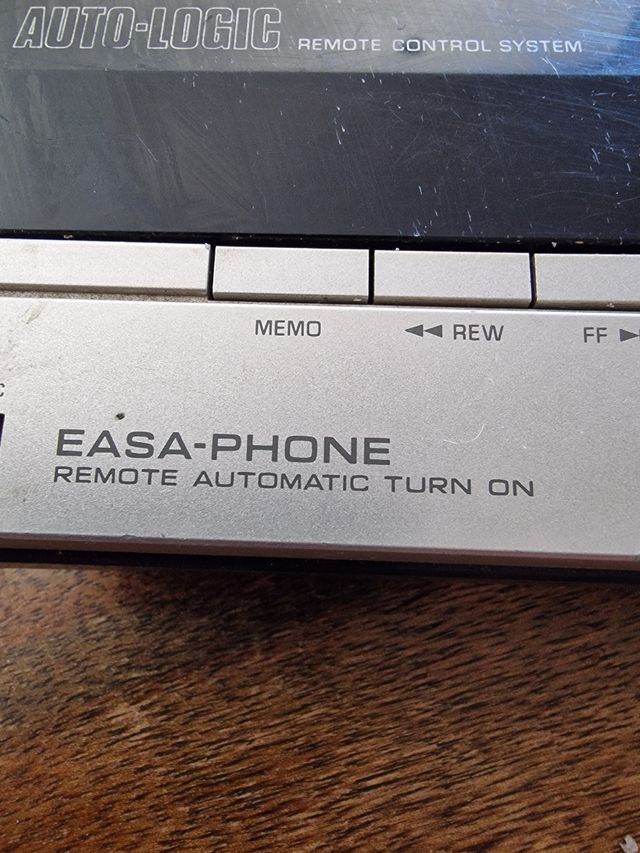 AUTO-LOGIC REMOTE CONTROL SYSTEM
MEMO ◀◀ REW FF ▶
C
EASA-PHONE
REMOTE AUTOMATIC TURN ON